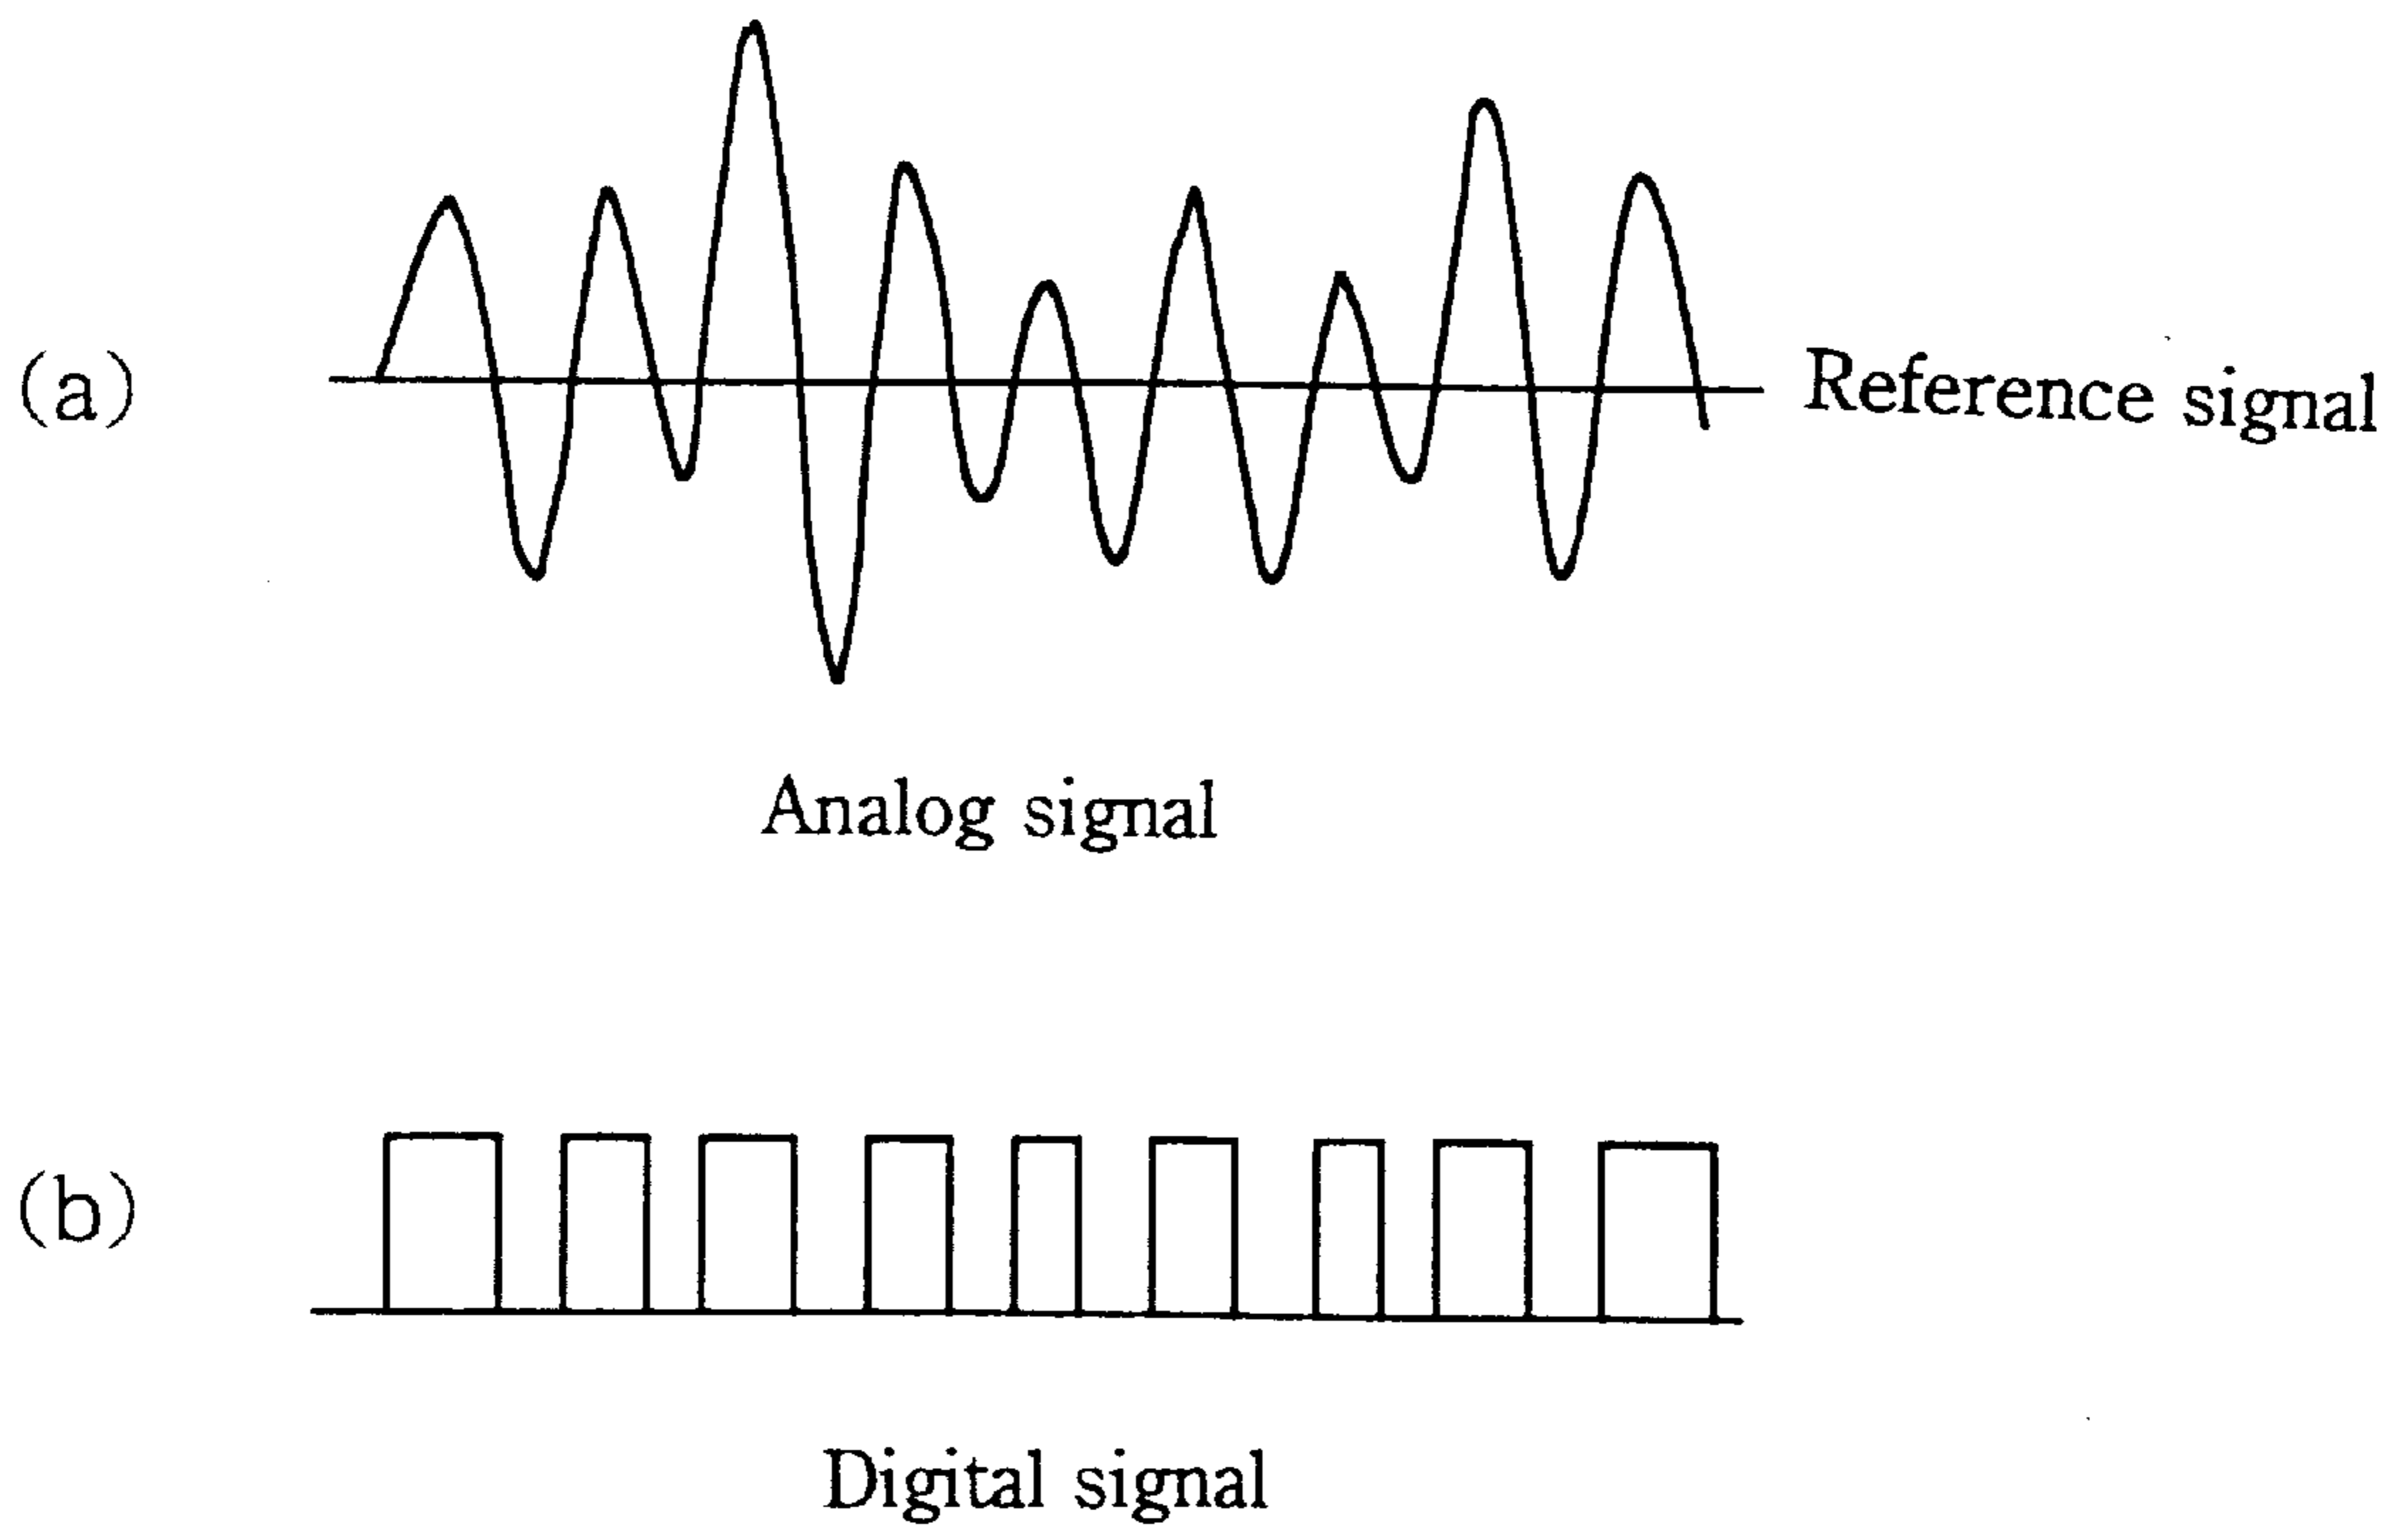 (a)
Reference signal
Analog signal
(b)
Digital signal